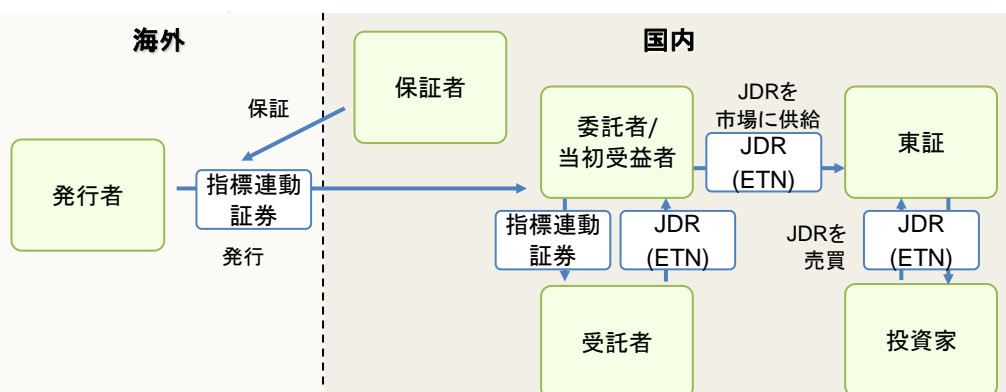 海外
国内
保証者
保証
発行者
指標連動
証券
発行
委託者/
当初受益者
JDRを
市場に供給
JDR
(ETN)
東証
指標連動
証券
JDR
(ETN)
JDRを
売買
JDR
(ETN)
受託者
投資家